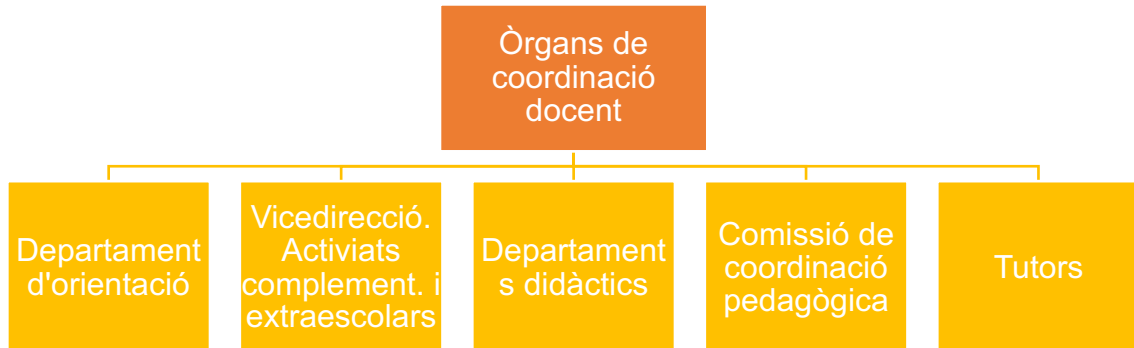 Òrgans de
coordinació
docent
Departament
d'orientació
Vicedirecció.
Activiats
complement. i
extraescolars
Departament
s didàctics
Comissió de
coordinació
pedagògica
Tutors